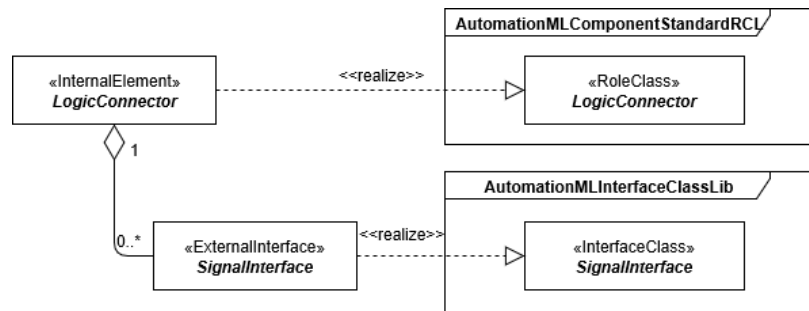 AutomationMLComponentStandardRCL
<<realize>>
«InternalElement»
LogicConnector
«RoleClass»
LogicConnector
1
AutomationMLInterfaceClassLib
0..*
<<realize>>
«ExternalInterface»
SignalInterface
«InterfaceClass»
SignalInterface